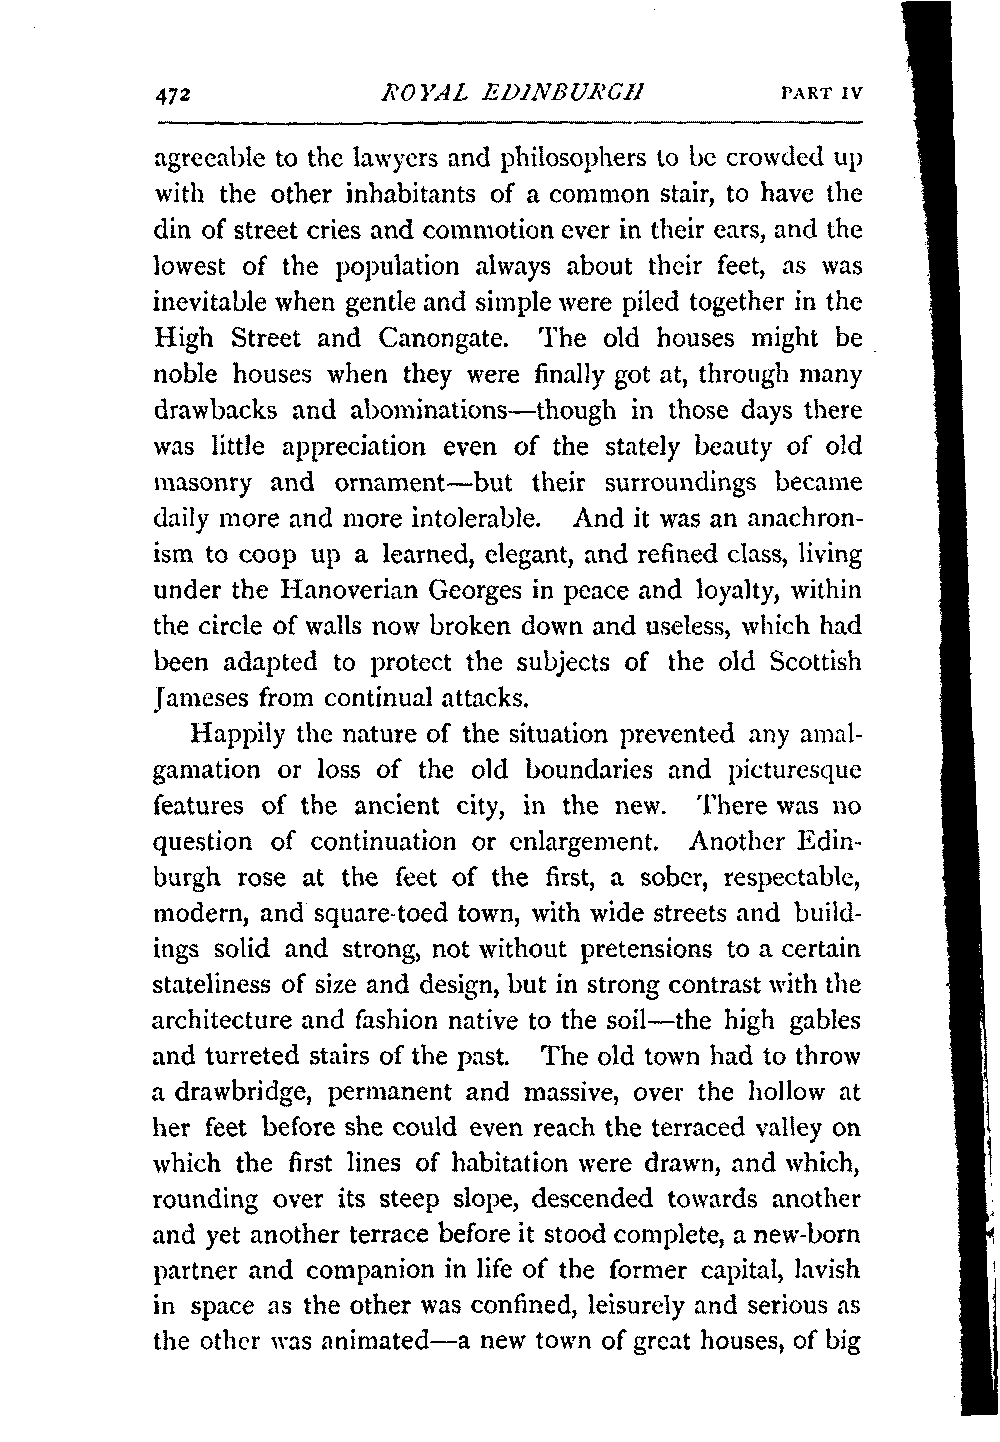 472 ROYAL EDINBURGH PART IV
agreeable to the lawyers and philosophers to be crowded up
with the other inhabitants of a common stair, to have the
din of street cries and commotion ever in their ears, and the
lowest of the population always about their feet, as was
inevitable when gentle and simple were piled together in the
High Street and Canongate. The old houses might be
noble houses when they were finally got at, through many
drawbacks and abominations—though in those days there
was little appreciation even of the stately beauty of old
masonry and ornament—but their surroundings became
daily more and more intolerable. And it was an anachron-
ism to coop up a learned, elegant, and refined class, living
under the Hanoverian Georges in peace and loyalty, within
the circle of walls now broken down and useless, which had
been adapted to protect the subjects of the old Scottish
Jameses from continual attacks.
Happily the nature of the situation prevented any amal-
gamation or loss of the old boundaries and picturesque
features of the ancient city, in the new. There was no
question of continuation or enlargement. Another Edin-
burgh rose at the feet of the first, a sober, respectable,
modern, and square-toed town, with wide streets and build-
ings solid and strong, not without pretensions to a certain
stateliness of size and design, but in strong contrast with the
architecture and fashion native to the soil—the high gables
and turreted stairs of the past. The old town had to throw
a drawbridge, permanent and massive, over the hollow at
her feet before she could even reach the terraced valley on
which the first lines of habitation were drawn, and which,
rounding over its steep slope, descended towards another
and yet another terrace before it stood complete, a new-born
partner and companion in life of the former capital, lavish
in space as the other was confined, leisurely and serious as
the other was animated—a new town of great houses, of big